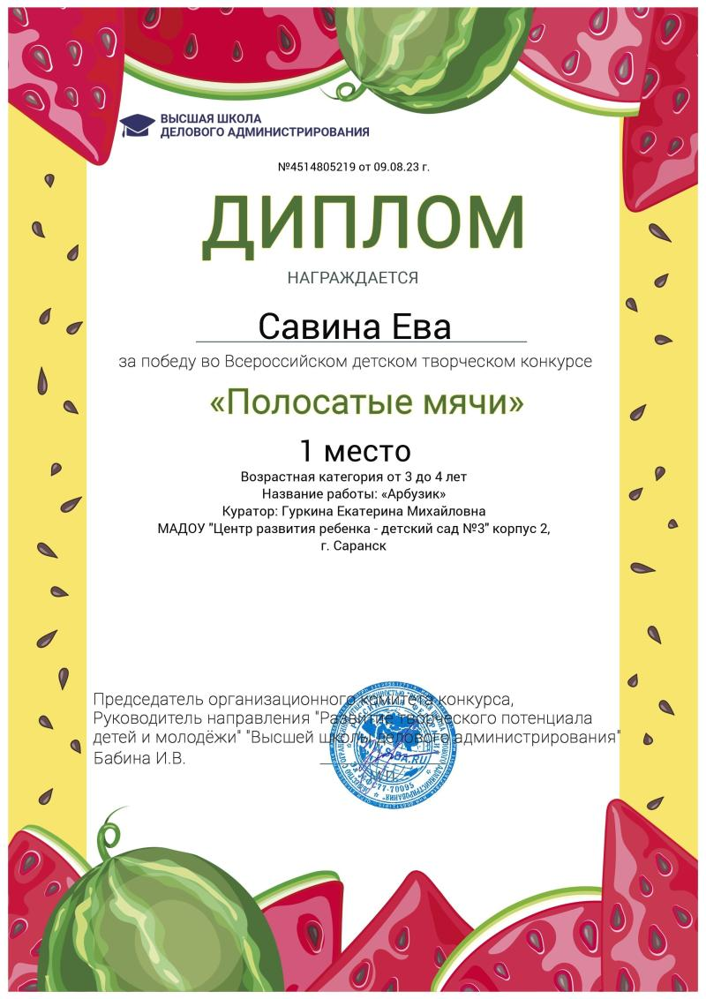 ВЫСШАЯ ШКОЛА
ДЕЛОВОГО АДМИНИСТРИРОВАНИЯ
№4514805219 от 09.08.23 г.
ДИПЛОМ
НАГРАЖДАЕТСЯ
Савина Ева
за победу во Всероссийском детском творческом конкурсе
«Полосатые мячи»
1 место
Возрастная категория от 3 до 4 лет
Название работы: «Арбузик»
Куратор: Гуркина Екатерина Михайловна
МАДОУ "Центр развития ребенка - детский сад №3" корпус 2,
г. Саранск
Председатель организационного комитета конкурса,
Руководитель направления "Развитие творческого потенциала
детей и молодёжи" "Высшей школы делового администрирования"
Бабина И.В.
М.П.